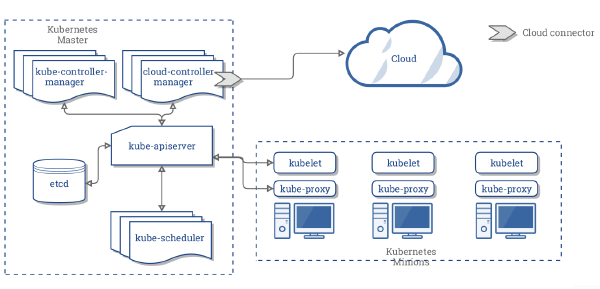 Kubernetes
Master
kube-controller-
manager
cloud-controller
manager
Cloud
Cloud connector
kube-apiserver
etcd
kube-scheduler
kubelet
kubelet
kubelet
kube-proxy
kube-proxy
kube-proxy
Kubernetes
Minions